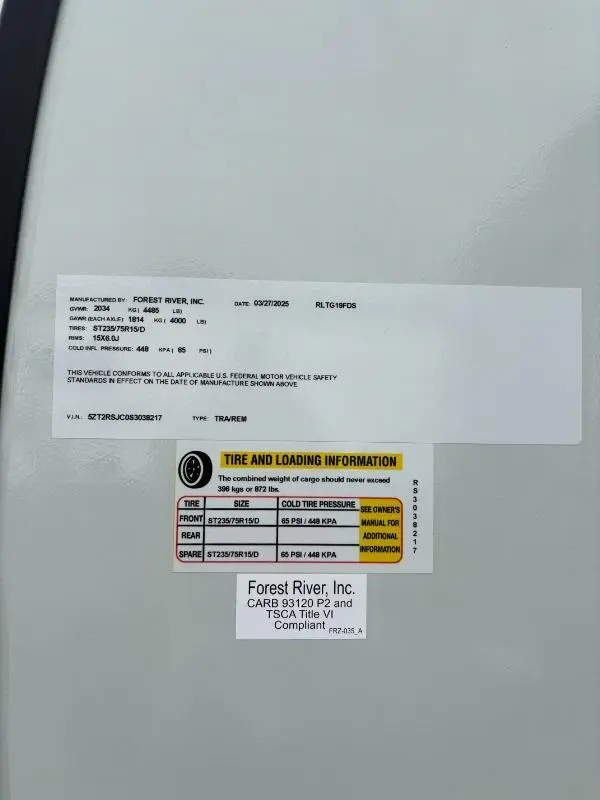 MANUFACTURED BY: FOREST RIVER, INC. DATE: 03/27/2025 RLTG19FDS
GVWR: 2034 KG ( 4485 LB)
GAWR (EACH AXLE): 1814 KG ( 4000 LB)
TIRES: ST235/75R15/D
RIMS: 15X6.0J
COLD INFL. PRESSURE: 448 KPA ( 65 PSI)
THIS VEHICLE CONFORMS TO ALL APPLICABLE U.S. FEDERAL MOTOR VEHICLE SAFETY
STANDARDS IN EFFECT ON THE DATE OF MANUFACTURE SHOWN ABOVE
V.I.N.: 5ZT2RSJC0S3038217 TYPE: TRA/REM
TIRE AND LOADING INFORMATION
The combined weight of cargo should never exceed
396 kgs or 872 lbs.
TIRE SIZE COLD TIRE PRESSURE
FRONT ST235/75R15/D 65 PSI / 448 KPA
REAR
SPARE ST235/75R15/D 65 PSI / 448 KPA
SEE OWNER'S
MANUAL FOR
ADDITIONAL
INFORMATION
RS3038217
Forest River, Inc.
CARB 93120 P2 and
TSCA Title VI
Compliant FRZ-035_A